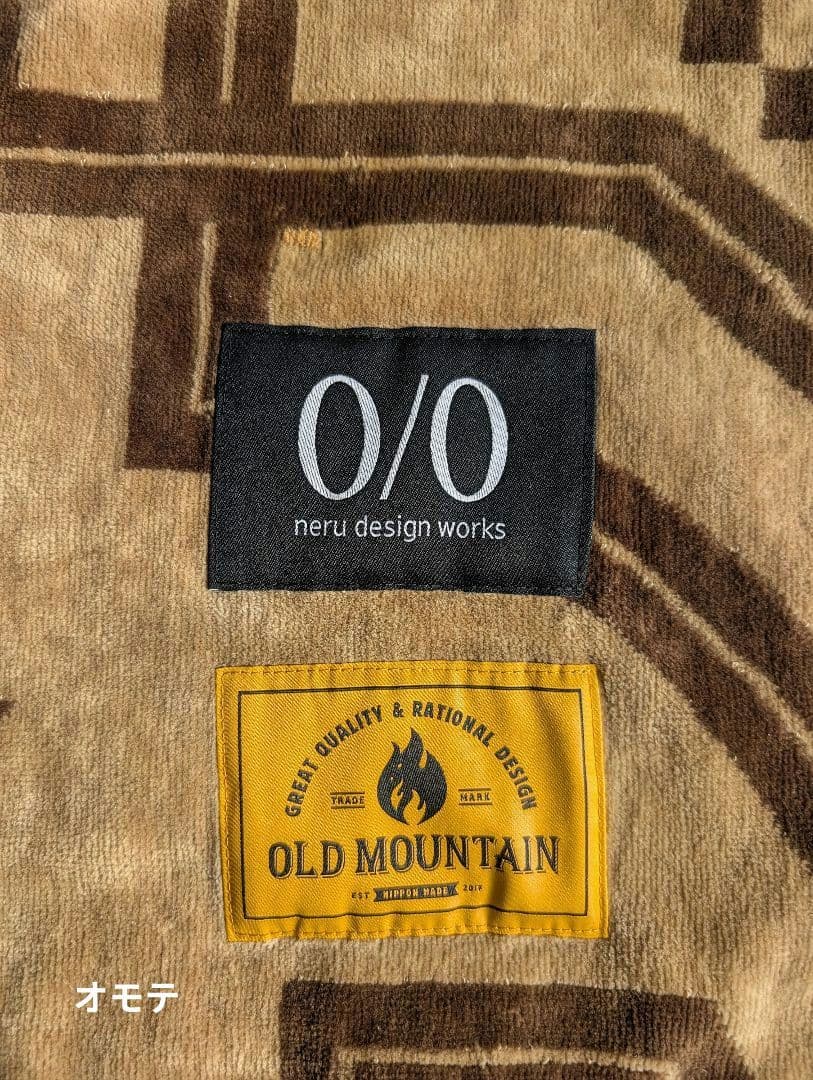 0/0
neru design works
GREAT QUALITY & RATIONAL DESIGN
TRADE MARK
OLD MOUNTAIN
EST NIPPON MADE
オモテ